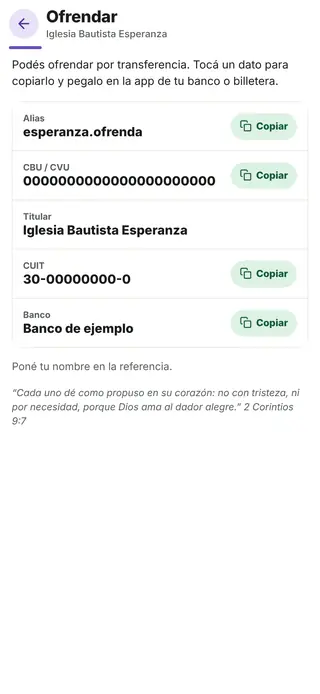 Ofrendar
Iglesia Bautista Esperanza
Podés ofrendar por transferencia. Tocá un dato para
copiarlo y pegalo en la app de tu banco o billetera.
Alias
esperanza.ofrenda
Copiar
CBU / CVU
0000000000000000000000
Copiar
Titular
Iglesia Bautista Esperanza
CUIT
30-00000000-0
Copiar
Banco
Banco de ejemplo
Copiar
Poné tu nombre en la referencia.
“Cada uno dé como propuso en su corazón: no con tristeza, ni
por necesidad, porque Dios ama al dador alegre.” 2 Corintios
9:7